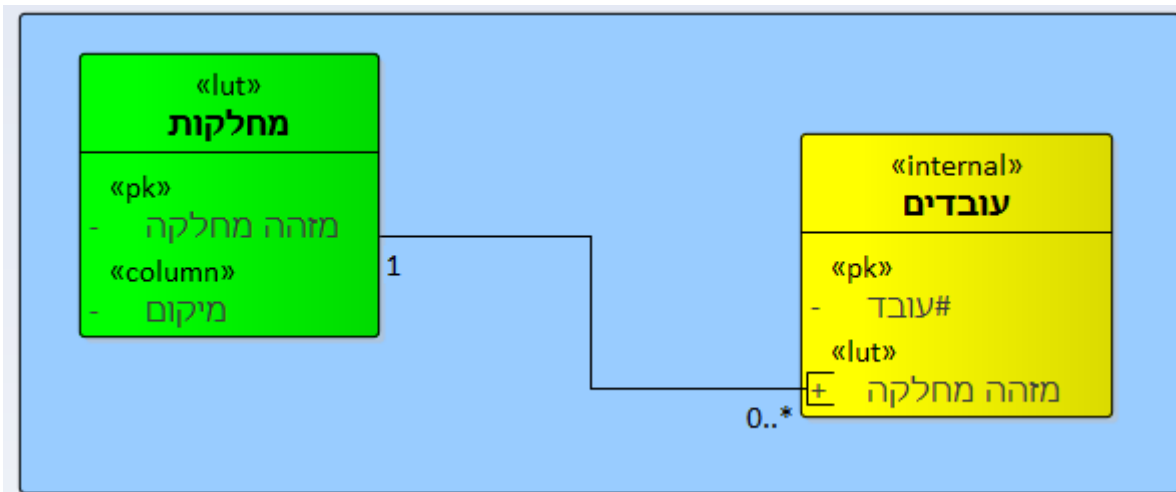 «lut»
מחלקות
«pk»
- מזהה מחלקה
«column»
- מיקום
1
0..*
«internal»
עובדים
«pk»
- #עובד
«lut»
+ מזהה מחלקה